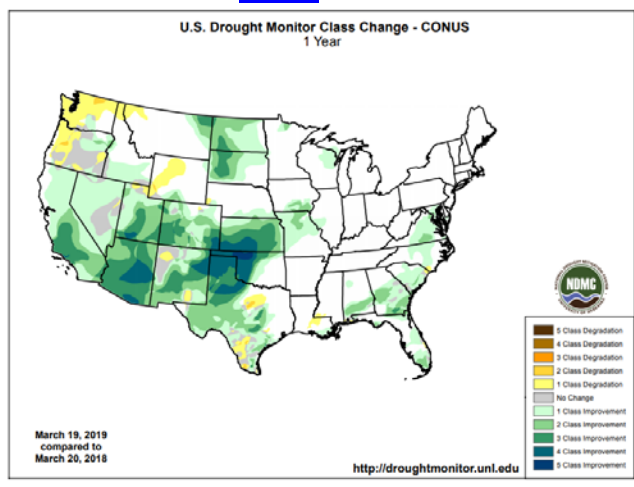 U.S. Drought Monitor Class Change - CONUS
1 Year
NDMC
5 Class Degradation
4 Class Degradation
3 Class Degradation
2 Class Degradation
1 Class Degradation
No Change
1 Class Improvement
2 Class Improvement
3 Class Improvement
4 Class Improvement
5 Class Improvement
March 19, 2019
compared to
March 20, 2018
http://droughtmonitor.unl.edu